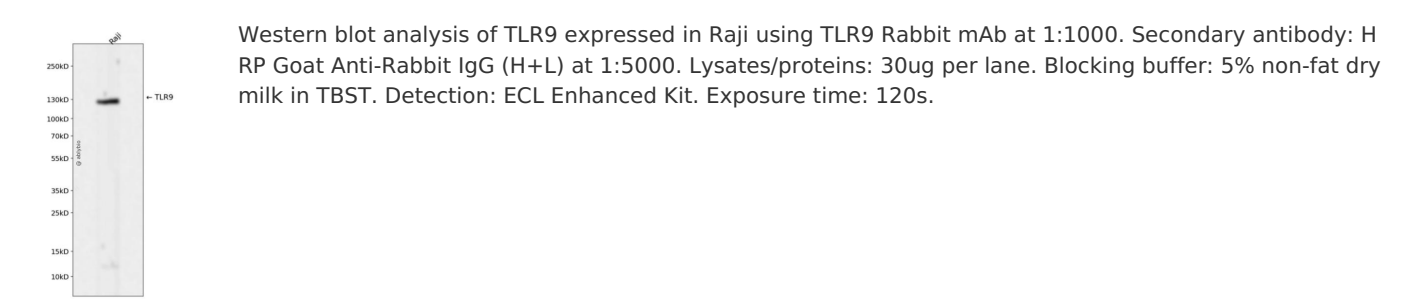 Raji
250kD
130kD
← TLR9
100kD
70kD
55kD
35kD
25kD
15kD
10kD
Western blot analysis of TLR9 expressed in Raji using TLR9 Rabbit mAb at 1:1000. Secondary antibody: H
RP Goat Anti-Rabbit IgG (H+L) at 1:5000. Lysates/proteins: 30ug per lane. Blocking buffer: 5% non-fat dry
milk in TBST. Detection: ECL Enhanced Kit. Exposure time: 120s.